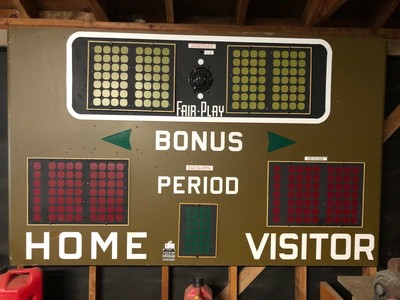 FAIR-PLAY
BONUS
PERIOD
HOME
VISITOR